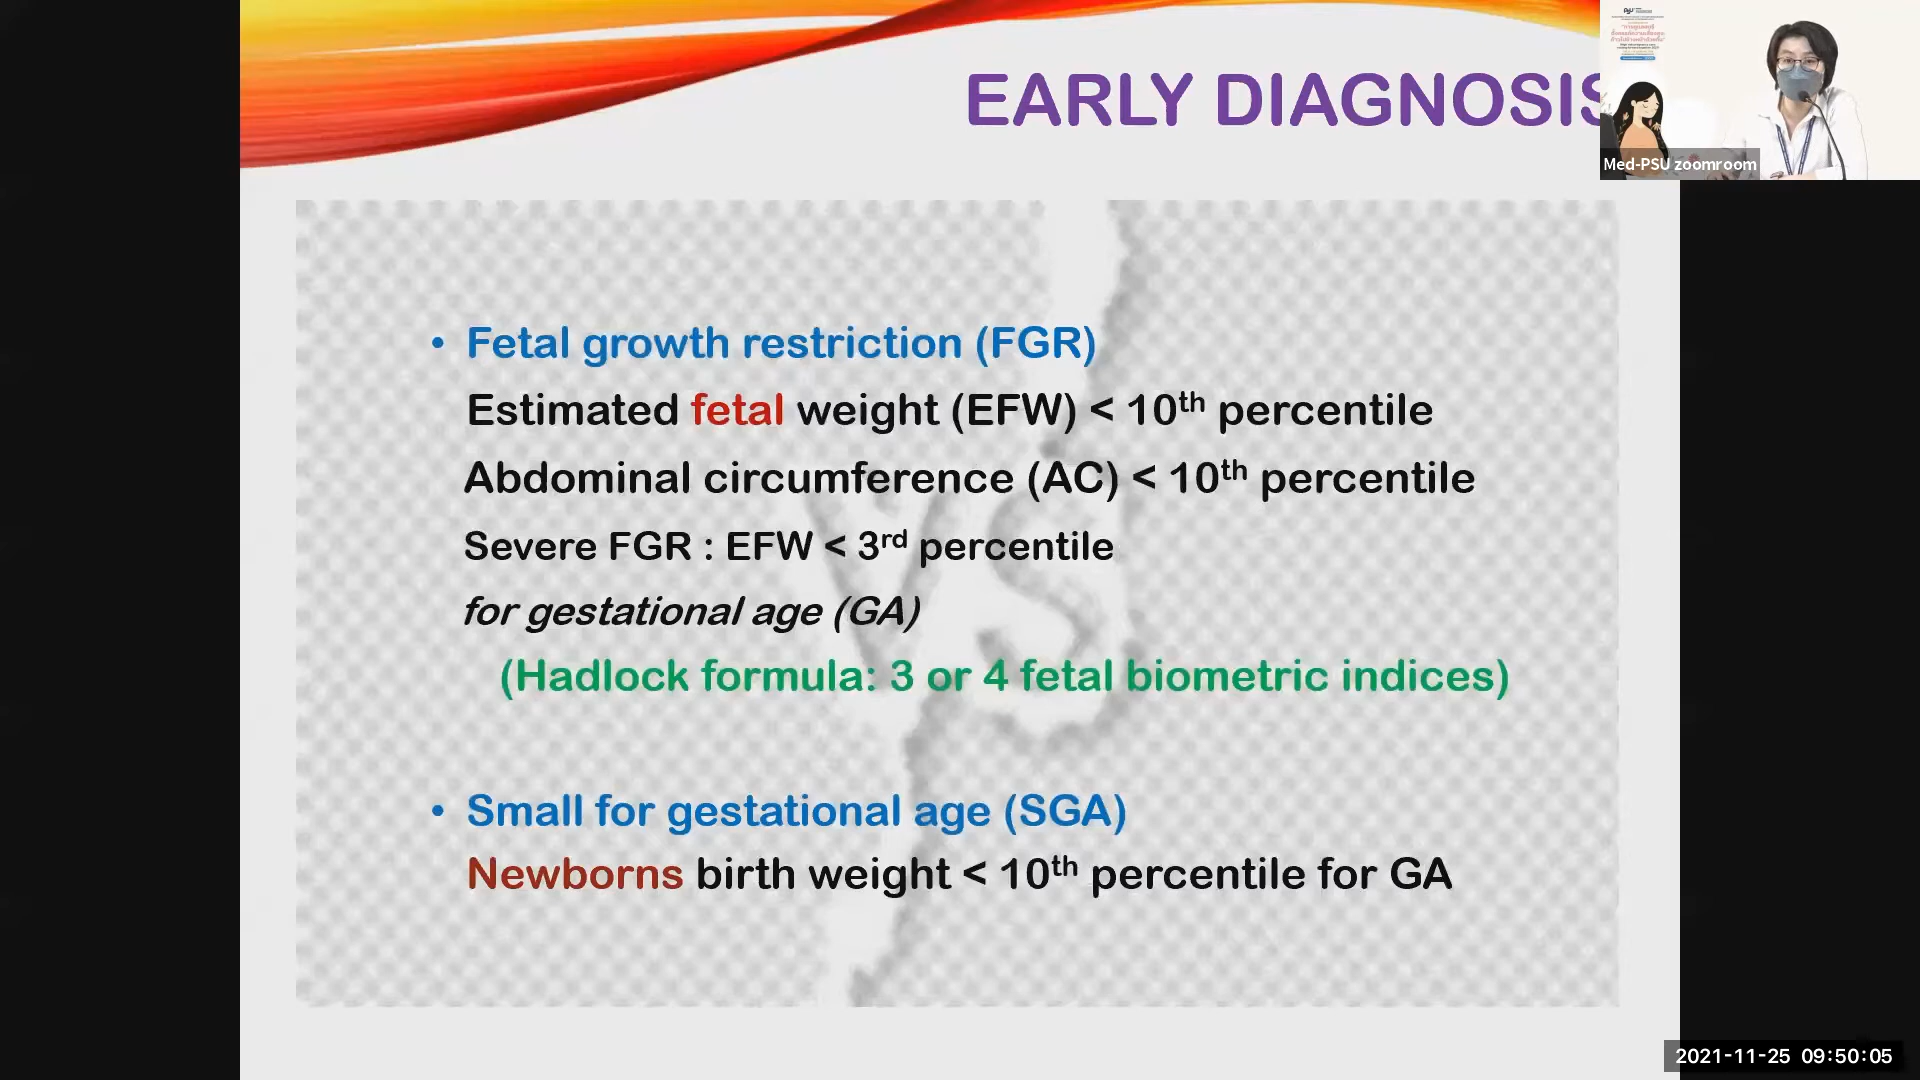 EARLY DIAGNOSIS
Med-PSU zoomroom
• Fetal growth restriction (FGR)
Estimated fetal weight (EFW) < 10th percentile
Abdominal circumference (AC) < 10th percentile
Severe FGR : EFW < 3rd percentile
for gestational age (GA)
(Hadlock formula: 3 or 4 fetal biometric indices)
VS
• Small for gestational age (SGA)
Newborns birth weight < 10th percentile for GA
2021-11-25 09:50:05